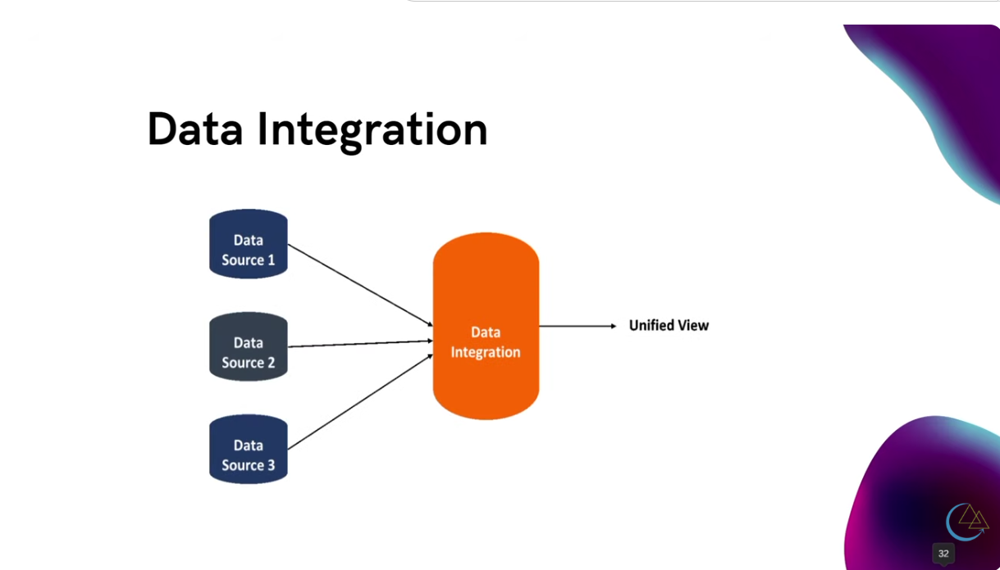 Data Integration
Data
Source 1
Data
Source 2
Data
Source 3
Data
Integration
Unified View
32